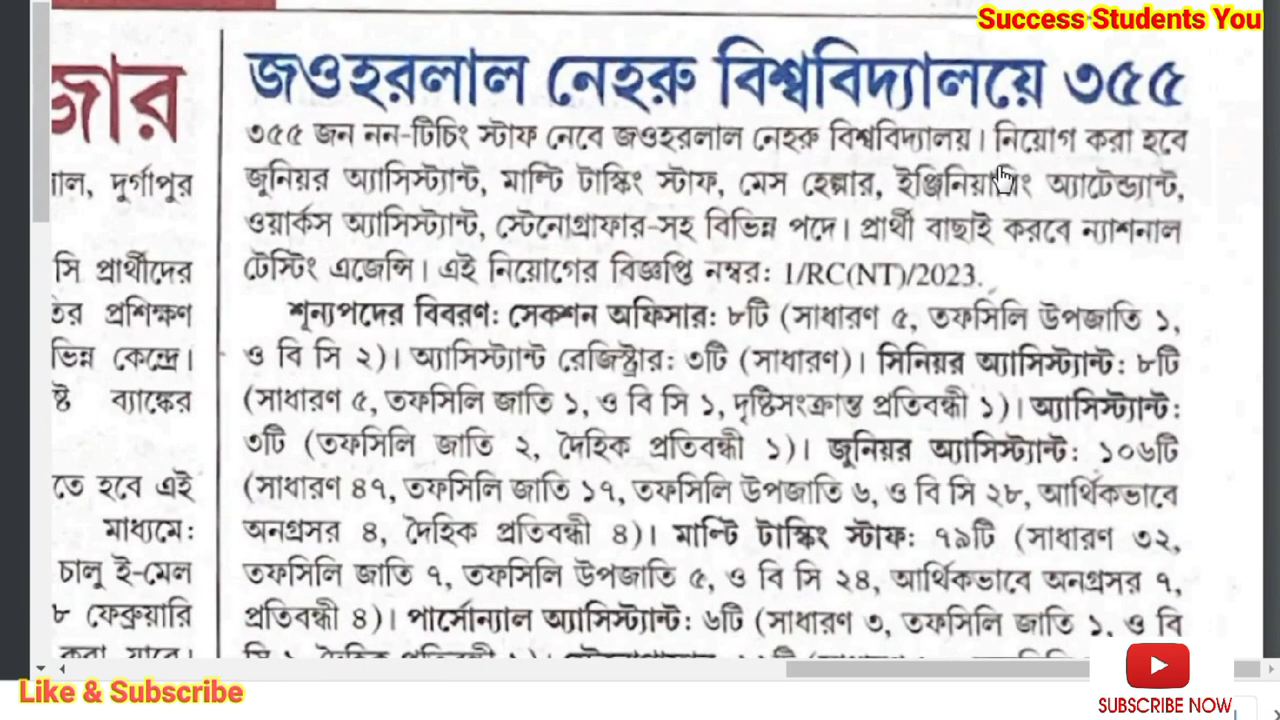 Success Students You
জওহরলাল নেহরু বিশ্ববিদ্যালয়ে ৩৫৫
৩৫৫ জন নন-টিচিং স্টাফ নেবে জওহরলাল নেহরু বিশ্ববিদ্যালয়। নিয়োগ করা হবে
জুনিয়র অ্যাসিস্ট্যান্ট, মাল্টি টাস্কিং স্টাফ, মেস হেল্পার, ইঞ্জিনিয়ারিং অ্যাটেন্ড্যান্ট,
ওয়ার্কস অ্যাসিস্ট্যান্ট, স্টেনোগ্রাফার-সহ বিভিন্ন পদে। প্রার্থী বাছাই করবে ন্যাশনাল
টেস্টিং এজেন্সি। এই নিয়োগের বিজ্ঞপ্তি নম্বর: 1/RC(NT)/2023.
শূন্যপদের বিবরণ: সেকশন অফিসার: ৮টি (সাধারণ ৫, তফসিলি উপজাতি ১,
ও বি সি ২)। অ্যাসিস্ট্যান্ট রেজিস্ট্রার: ৩টি (সাধারণ)। সিনিয়র অ্যাসিস্ট্যান্ট: ৮টি
(সাধারণ ৫, তফসিলি জাতি ১, ও বি সি ১, দৃষ্টিসংক্রান্ত প্রতিবন্ধী ১)। অ্যাসিস্ট্যান্ট:
৩টি (তফসিলি জাতি ২, দৈহিক প্রতিবন্ধী ১)। জুনিয়র অ্যাসিস্ট্যান্ট: ১০৬টি
(সাধারণ ৪৭, তফসিলি জাতি ১৭, তফসিলি উপজাতি ৬, ও বি সি ২৮, আর্থিকভাবে
অনগ্রসর ৪, দৈহিক প্রতিবন্ধী ৪)। মাল্টি টাস্কিং স্টাফ: ৭৯টি (সাধারণ ৩২,
তফসিলি জাতি ৭, তফসিলি উপজাতি ৫, ও বি সি ২৪, আর্থিকভাবে অনগ্রসর ৭,
প্রতিবন্ধী ৪)। পার্সোন্যাল অ্যাসিস্ট্যান্ট: ৬টি (সাধারণ ৩, তফসিলি জাতি ১, ও বি
দুর্গাপুর
সি প্রার্থীদের
প্রশিক্ষণ
কেন্দ্রে।
ব্যাঙ্কের
তে হবে এই
মাধ্যমে:
চালু ই-মেল
৮ ফেব্রুয়ারি
করা যাবে।
Like & Subscribe
SUBSCRIBE NOW